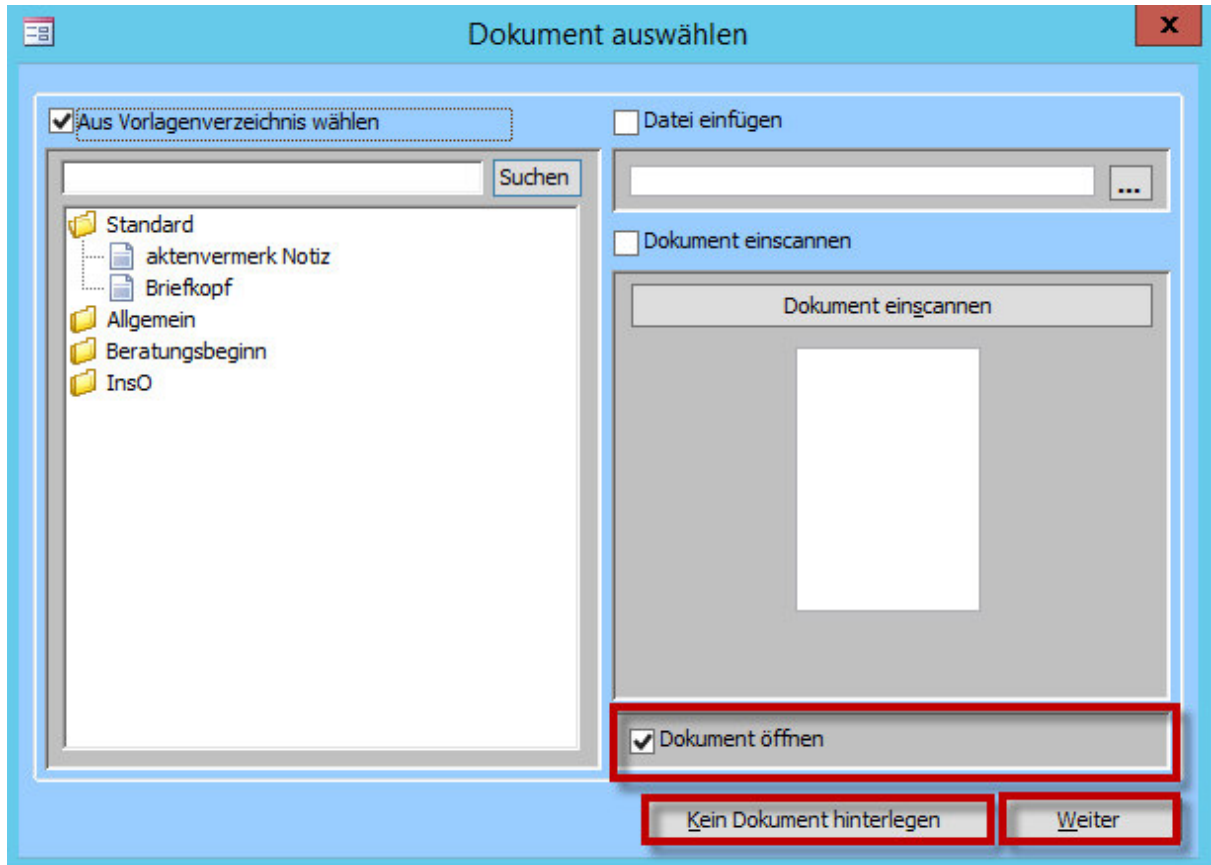 Dokument auswählen
x
Aus Vorlagenverzeichnis wählen
Suchen
Standard
aktenvermerk Notiz
Briefkopf
Allgemein
Beratungsbeginn
InsO
Datei einfügen
...
Dokument einscannen
Dokument einscannen
Dokument öffnen
Kein Dokument hinterlegen
Weiter